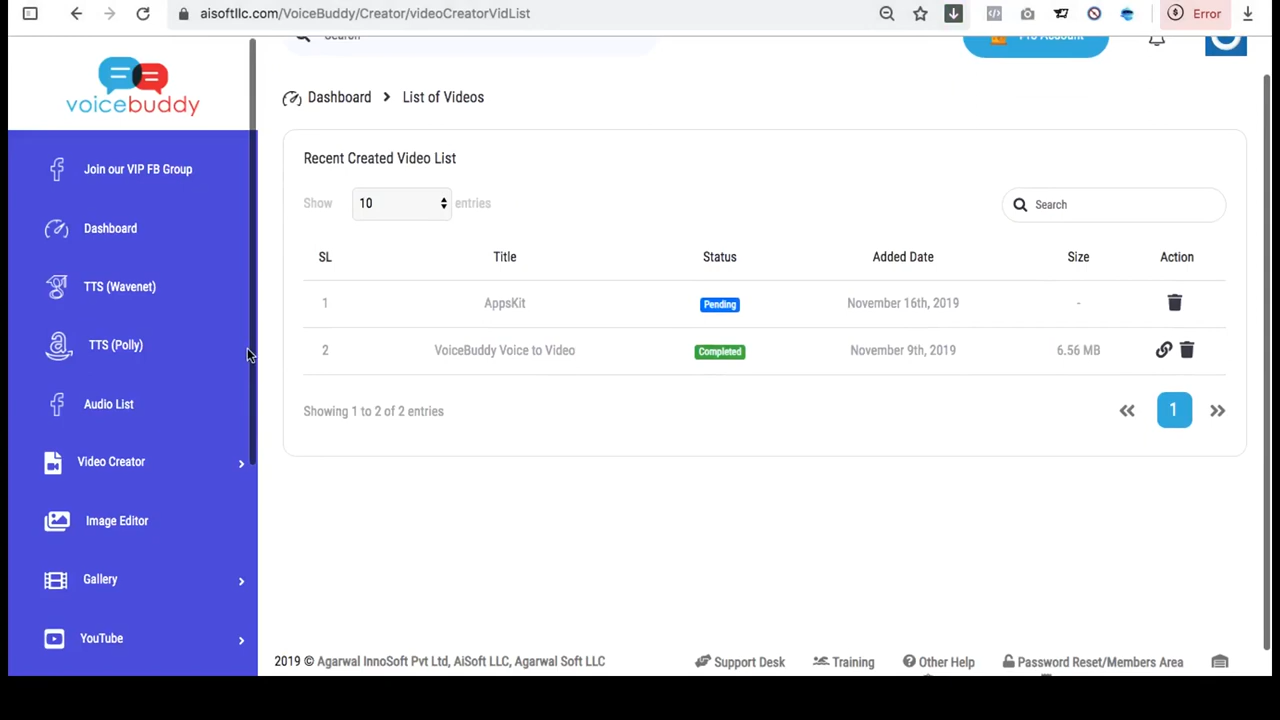 aisoftllc.com/VoiceBuddy/Creator/videoCreatorVidList
Error
voicebuddy
Search
Account
Join our VIP FB Group
Dashboard
TTS (Wavenet)
TTS (Polly)
Audio List
Video Creator
Image Editor
Gallery
YouTube
Dashboard > List of Videos
Recent Created Video List
Show 10 entries
Search
SL Title Status Added Date Size Action
1 AppsKit Pending November 16th, 2019 -
2 VoiceBuddy Voice to Video Completed November 9th, 2019 6.56 MB
Showing 1 to 2 of 2 entries
« 1 »
2019 © Agarwal InnoSoft Pvt Ltd, AiSoft LLC, Agarwal Soft LLC
Support Desk Training Other Help Password Reset/Members Area